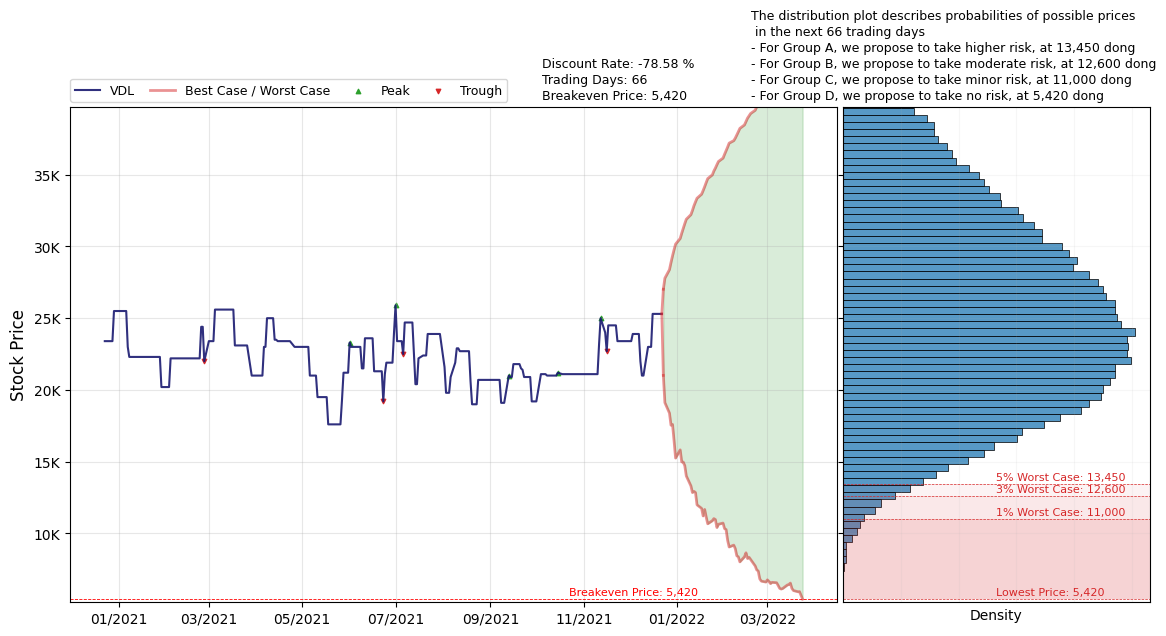 The distribution plot describes probabilities of possible prices
in the next 66 trading days
- For Group A, we propose to take higher risk, at 13,450 dong
- For Group B, we propose to take moderate risk, at 12,600 dong
- For Group C, we propose to take minor risk, at 11,000 dong
- For Group D, we propose to take no risk, at 5,420 dong
Discount Rate: -78.58 %
Trading Days: 66
Breakeven Price: 5,420
VDL
Best Case / Worst Case
Peak
Trough
Stock Price
35K
30K
25K
20K
15K
10K
01/2021
03/2021
05/2021
07/2021
09/2021
11/2021
01/2022
03/2022
Breakeven Price: 5,420
5% Worst Case: 13,450
3% Worst Case: 12,600
1% Worst Case: 11,000
Lowest Price: 5,420
Density